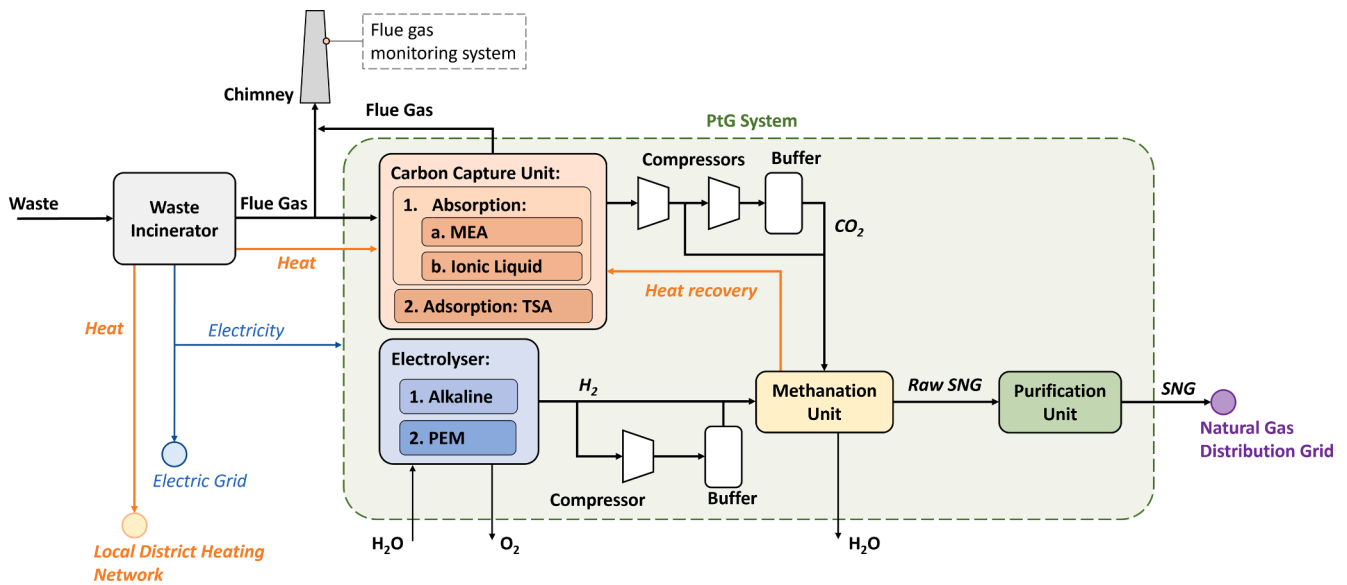 Flue gas
monitoring system
Chimney
Flue Gas
PtG System
Carbon Capture Unit:
1. Absorption:
a. MEA
b. Ionic Liquid
2. Adsorption: TSA
Compressors
Buffer
Waste
Waste
Incinerator
Flue Gas
CO₂
Heat
Heat recovery
Heat
Electricity
Electrolyser:
1. Alkaline
2. PEM
H₂
Methanation
Unit
Raw SNG
Purification
Unit
SNG
Natural Gas
Distribution Grid
Electric Grid
Compressor
Buffer
H₂O
O₂
H₂O
Local District Heating
Network